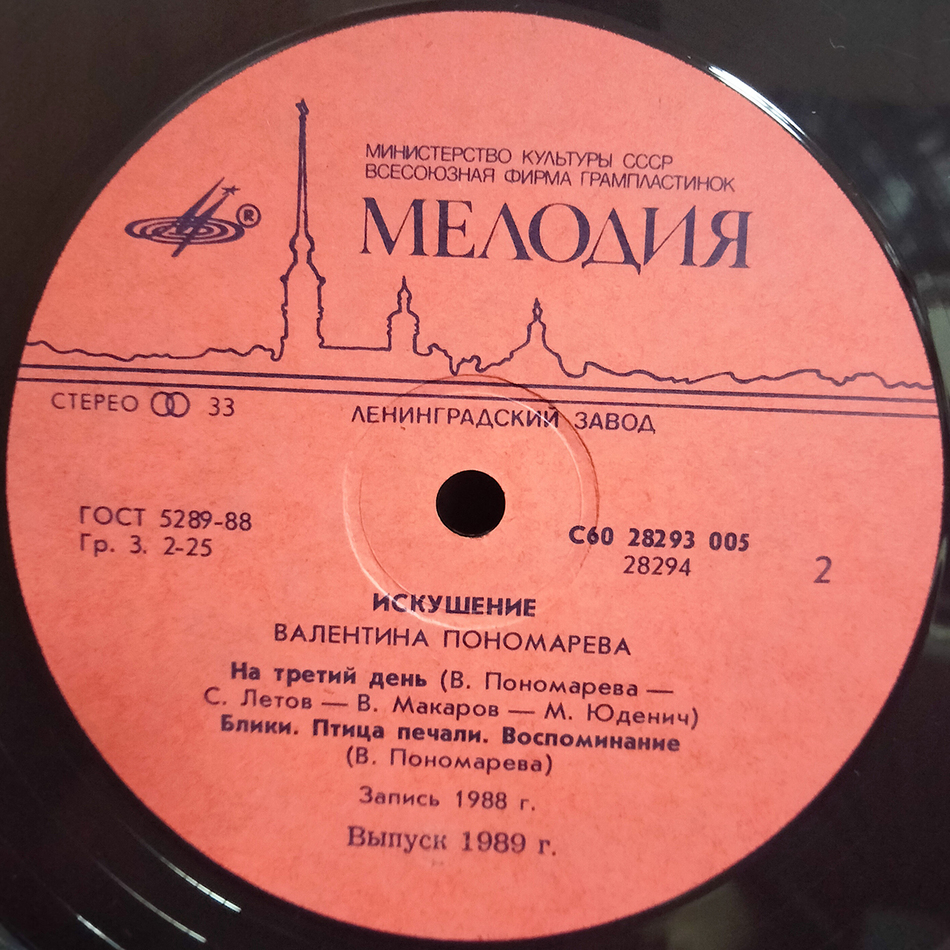 МИНИСТЕРСТВО КУЛЬТУРЫ СССР
ВСЕСОЮЗНАЯ ФИРМА ГРАМПЛАСТИНОК
®
МЕЛОДИЯ
СТЕРЕО 33
ЛЕНИНГРАДСКИЙ ЗАВОД
ГОСТ 5289-88
Гр. 3. 2-25
С60 28293 005
28294
2
ИСКУШЕНИЕ
ВАЛЕНТИНА ПОНОМАРЕВА
На третий день (В. Пономарева —
С. Летов — В. Макаров — М. Юденич)
Блики. Птица печали. Воспоминание
(В. Пономарева)
Запись 1988 г.
Выпуск 1989 г.